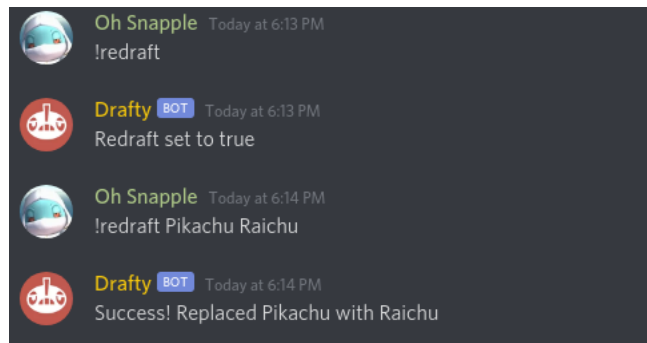 Oh Snapple Today at 6:13 PM
!redraft
Drafty BOT Today at 6:13 PM
Redraft set to true
Oh Snapple Today at 6:14 PM
!redraft Pikachu Raichu
Drafty BOT Today at 6:14 PM
Success! Replaced Pikachu with Raichu